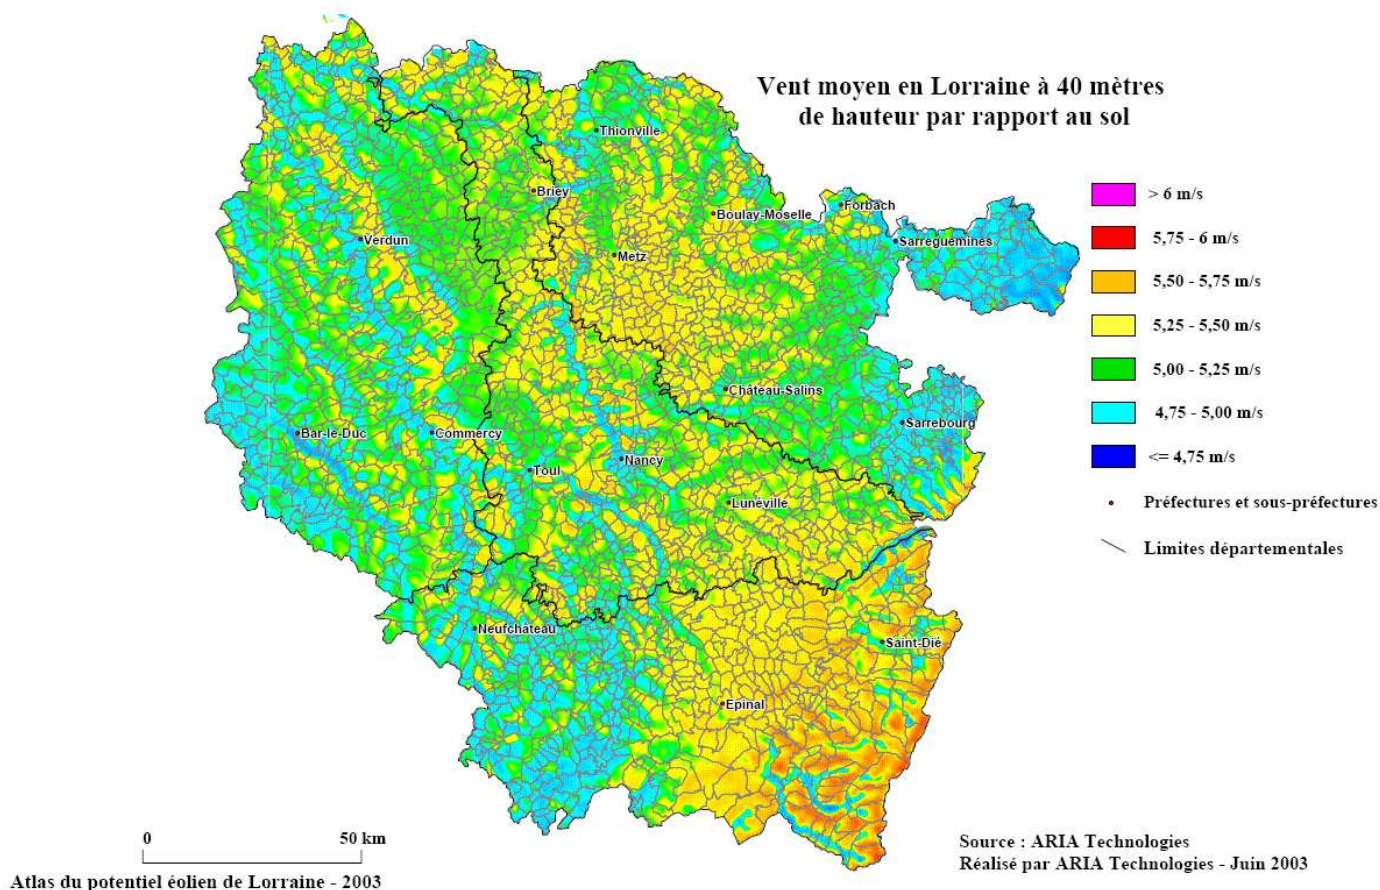 Vent moyen en Lorraine à 40 mètres
de hauteur par rapport au sol
Thionville
Briey
Boulay-Moselle
Forbach
Sarreguemines
Verdun
Metz
Château-Salins
Sarrebourg
Bar-le-Duc
Commercy
Toul
Nancy
Lunéville
Neufchâteau
Saint-Dié
Epinal
> 6 m/s
5,75 - 6 m/s
5,50 - 5,75 m/s
5,25 - 5,50 m/s
5,00 - 5,25 m/s
4,75 - 5,00 m/s
<= 4,75 m/s
Préfectures et sous-préfectures
Limites départementales
0 50 km
Atlas du potentiel éolien de Lorraine - 2003
Source : ARIA Technologies
Réalisé par ARIA Technologies - Juin 2003